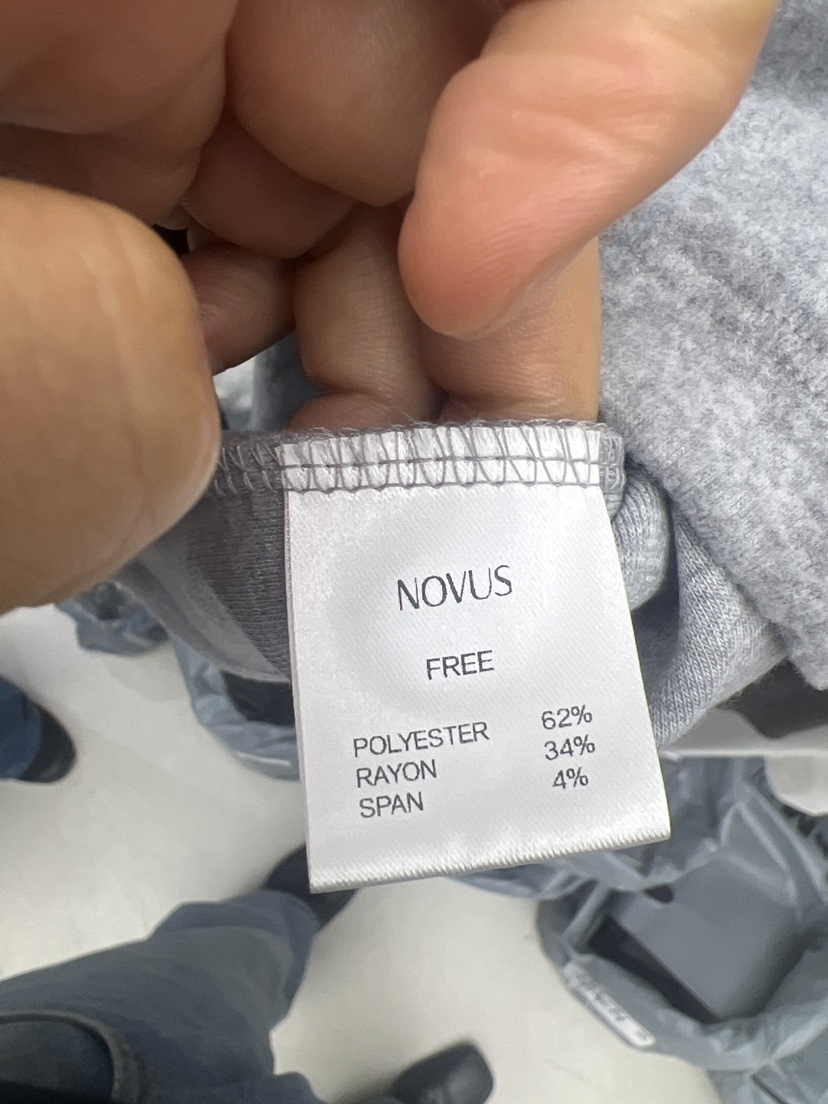 NOVUS
FREE
POLYESTER 62%
RAYON 34%
SPAN 4%